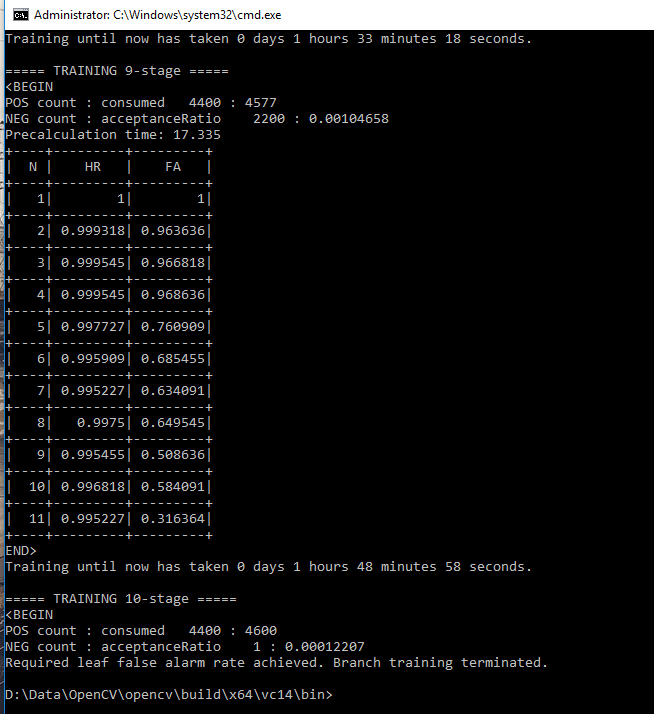 Administrator: C:\Windows\system32\cmd.exe
Training until now has taken 0 days 1 hours 33 minutes 18 seconds.
===== TRAINING 9-stage =====
<BEGIN
POS count : consumed   4400 : 4577
NEG count : acceptanceRatio    2200 : 0.00104658
Precalculation time: 17.335
+----+---------+---------+
|  N |    HR   |    FA   |
+----+---------+---------+
|   1|        1|        1|
+----+---------+---------+
|   2| 0.999318| 0.963636|
+----+---------+---------+
|   3| 0.999545| 0.966818|
+----+---------+---------+
|   4| 0.999545| 0.968636|
+----+---------+---------+
|   5| 0.997727| 0.760909|
+----+---------+---------+
|   6| 0.995909| 0.685455|
+----+---------+---------+
|   7| 0.995227| 0.634091|
+----+---------+---------+
|   8|   0.9975| 0.649545|
+----+---------+---------+
|   9| 0.995455| 0.508636|
+----+---------+---------+
|  10| 0.996818| 0.584091|
+----+---------+---------+
|  11| 0.995227| 0.316364|
+----+---------+---------+
END>
Training until now has taken 0 days 1 hours 48 minutes 58 seconds.
===== TRAINING 10-stage =====
<BEGIN
POS count : consumed   4400 : 4600
NEG count : acceptanceRatio    1 : 0.00012207
Required leaf false alarm rate achieved. Branch training terminated.
D:\Data\OpenCV\opencv\build\x64\vc14\bin>